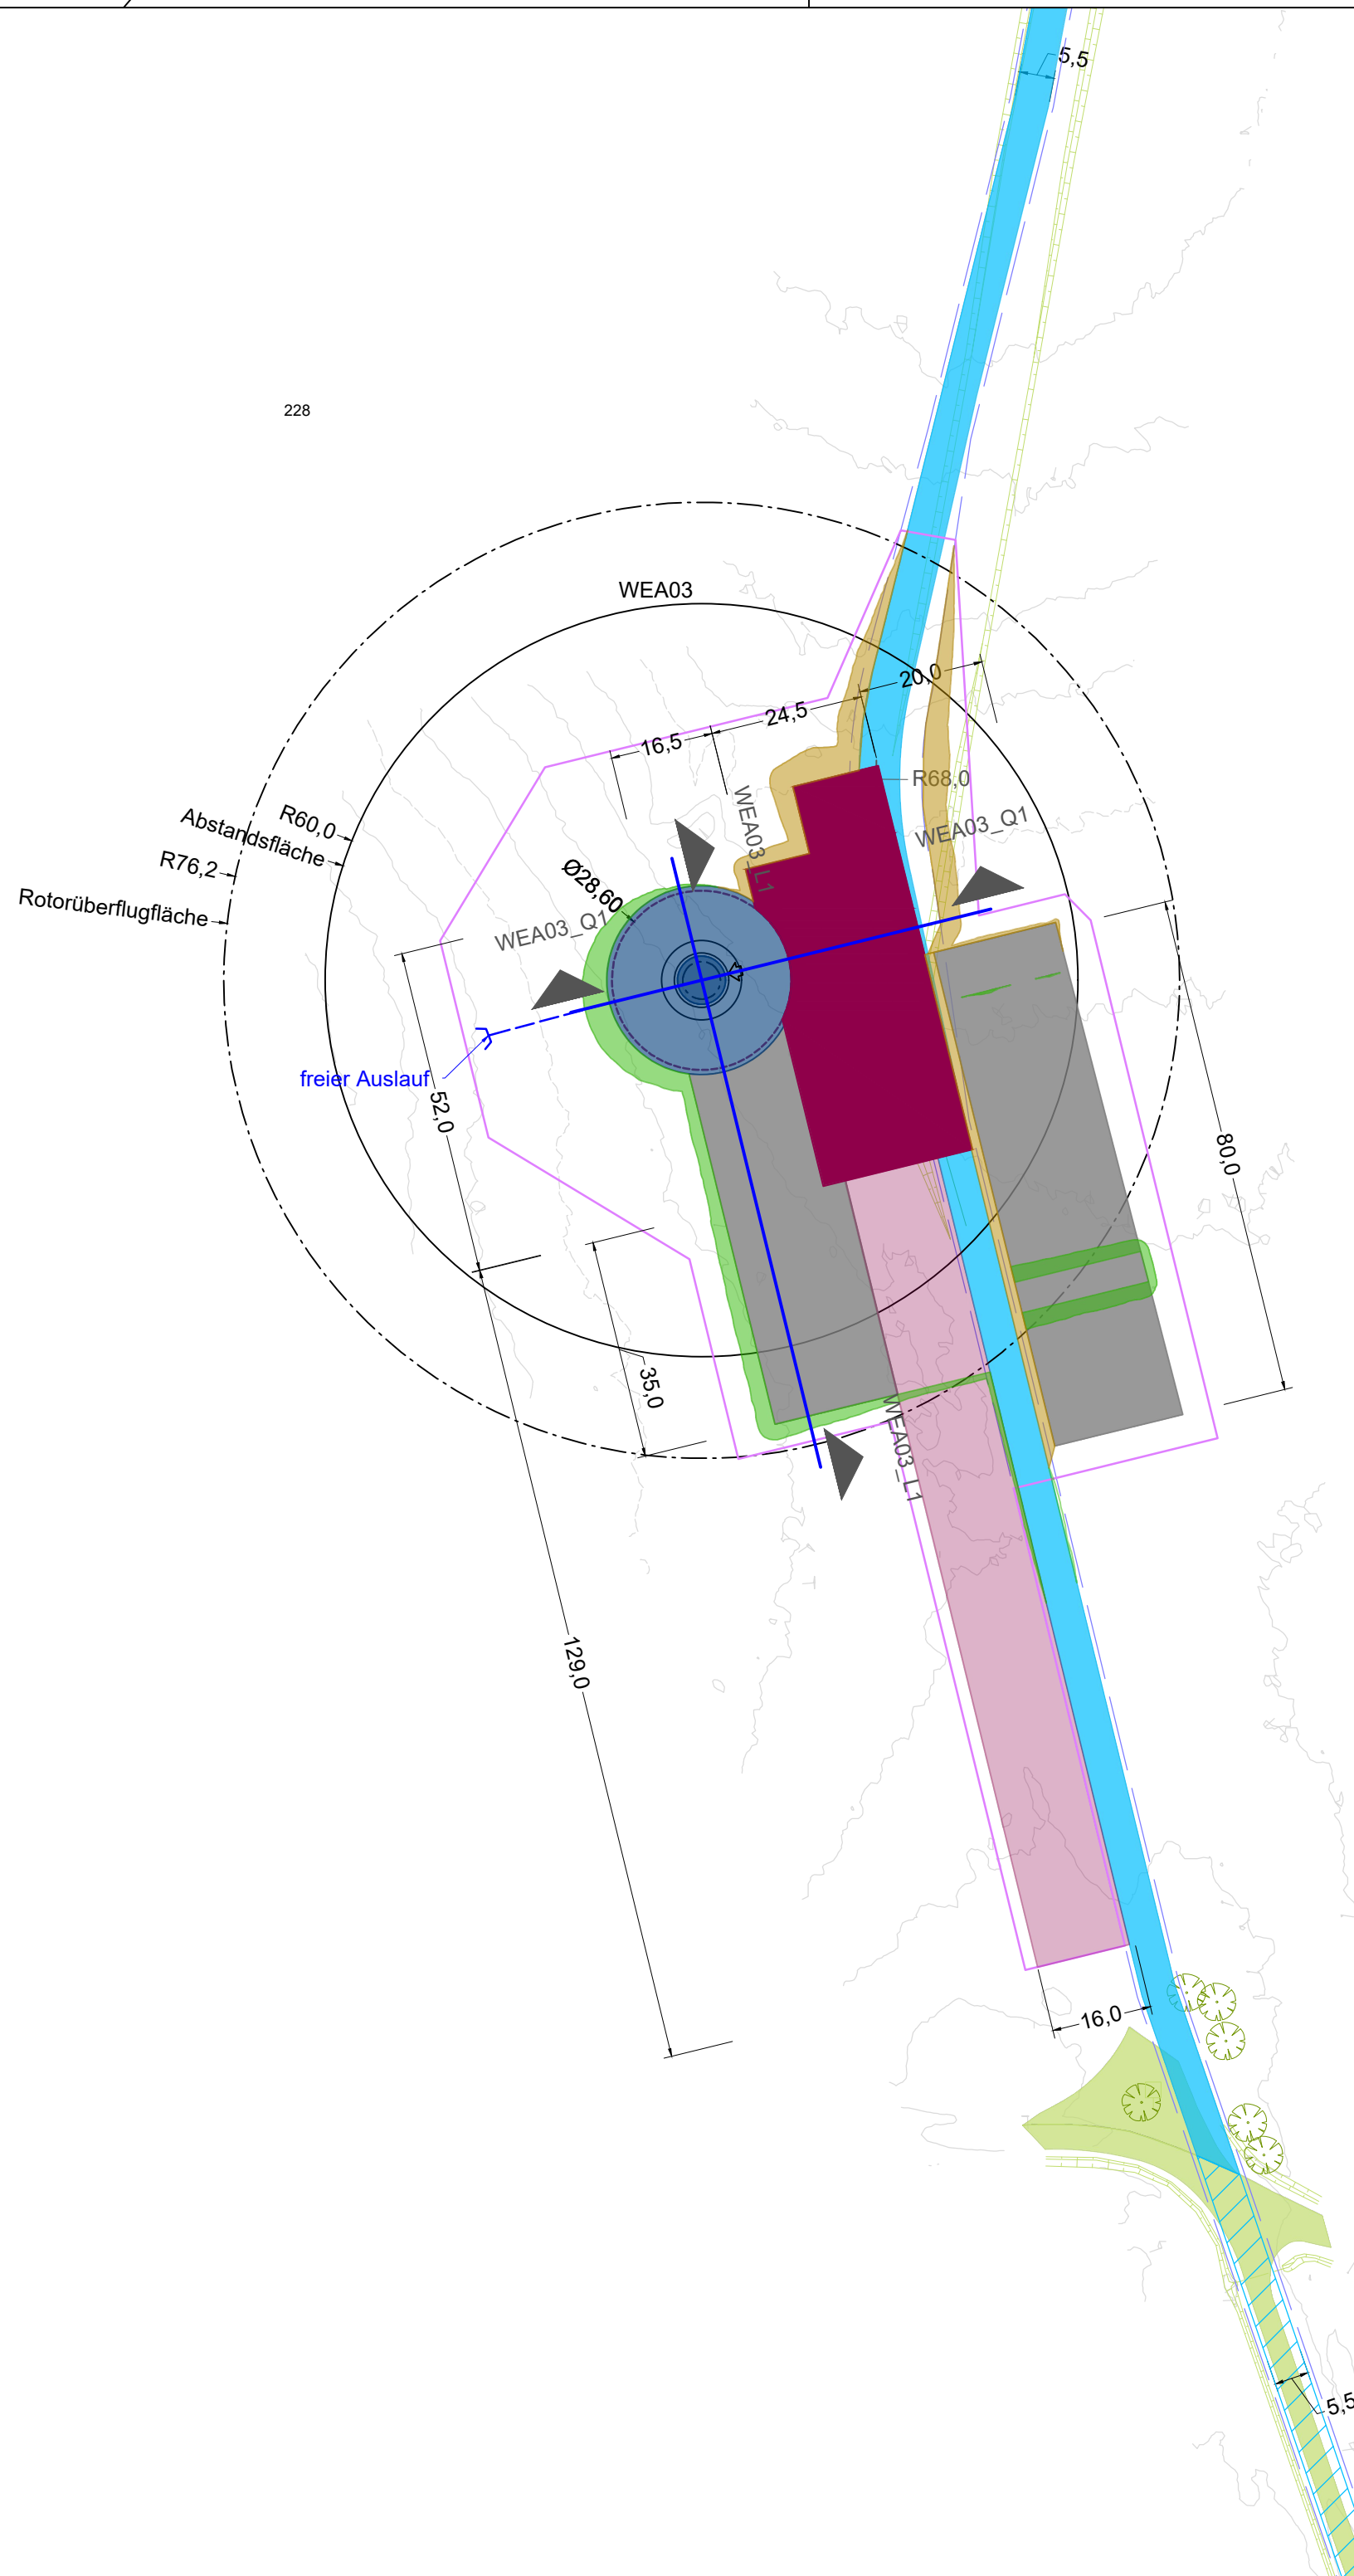 5,5
228
WEA03
20,0
24,5
16,5
R68,0
WEA03_L1
WEA03_Q1
R60,0
Abstandsfläche
R76,2
Rotorüberflugfläche
Ø28,60
WEA03_Q1
freier Auslauf
52,0
80,0
35,0
WEA03_L1
129,0
16,0
5,5